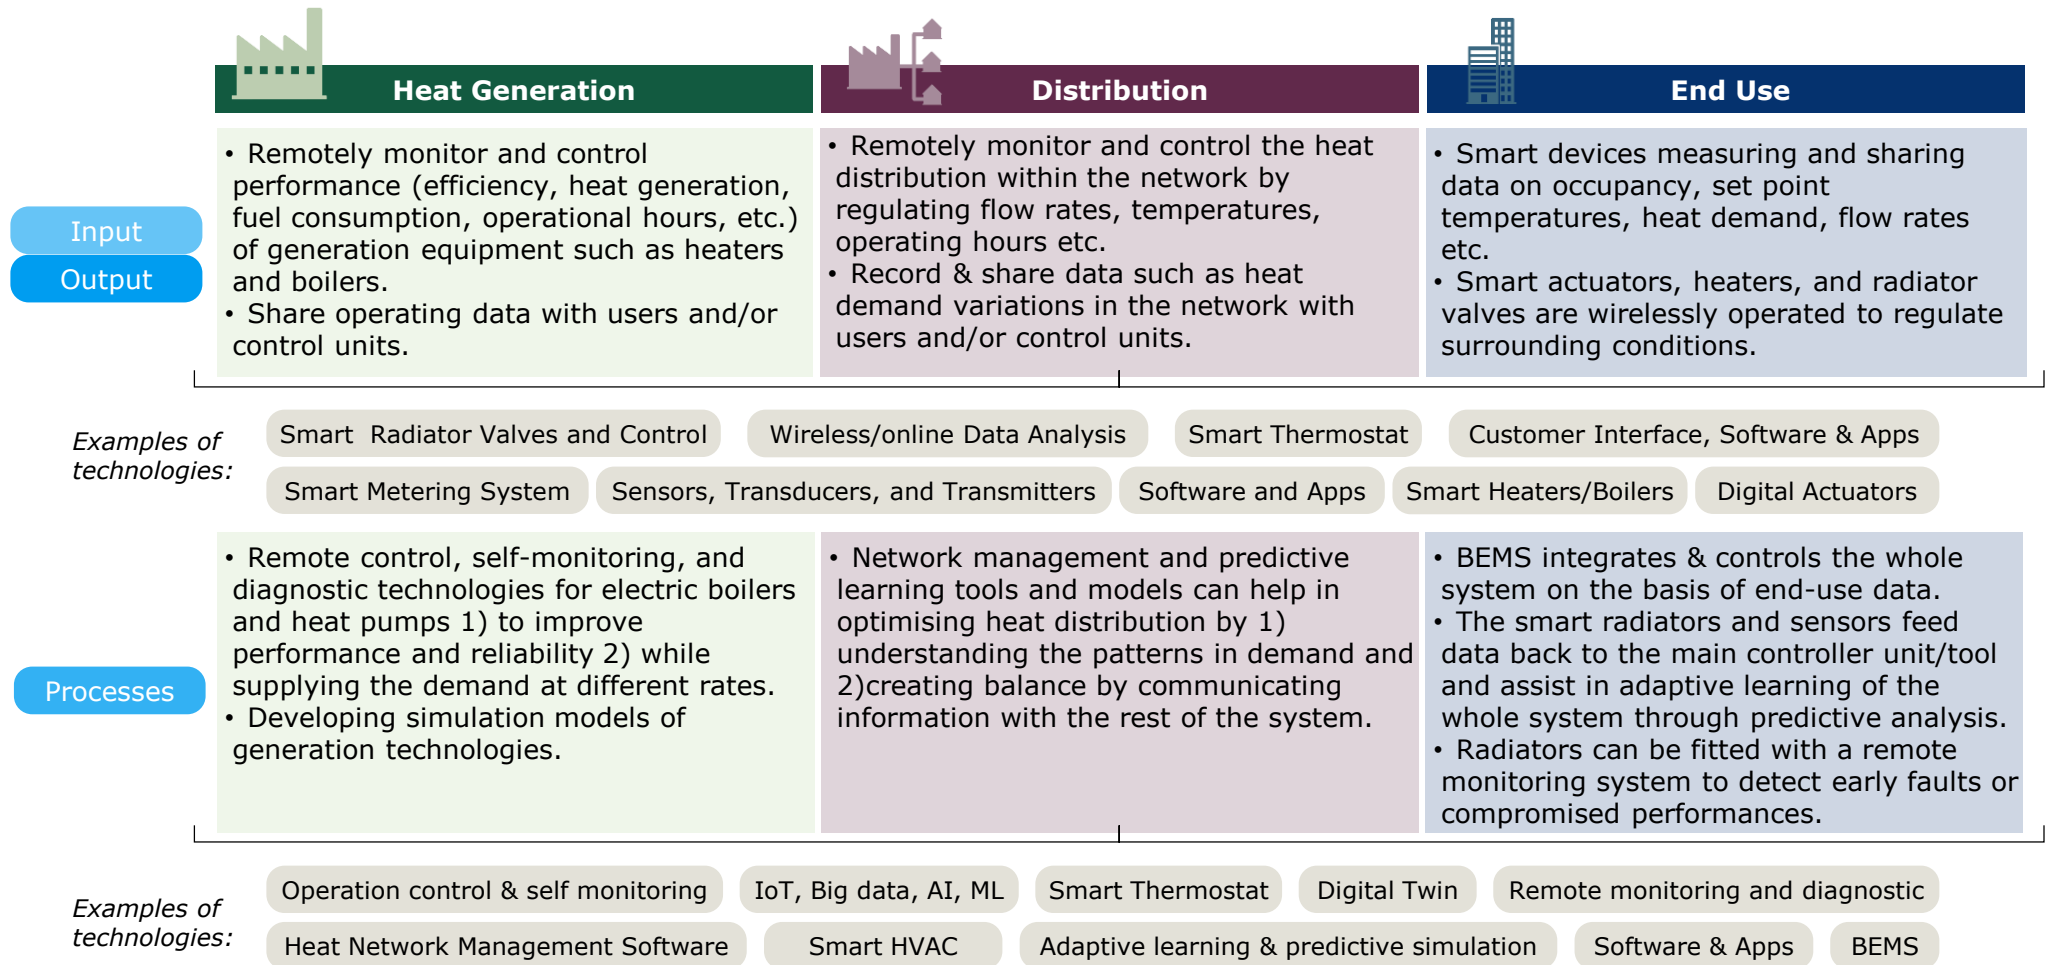 Heat Generation
Distribution
End Use
Input
Output
• Remotely monitor and control
performance (efficiency, heat generation,
fuel consumption, operational hours, etc.)
of generation equipment such as heaters
and boilers.
• Share operating data with users and/or
control units.
• Remotely monitor and control the heat
distribution within the network by
regulating flow rates, temperatures,
operating hours etc.
• Record & share data such as heat
demand variations in the network with
users and/or control units.
• Smart devices measuring and sharing
data on occupancy, set point
temperatures, heat demand, flow rates
etc.
• Smart actuators, heaters, and radiator
valves are wirelessly operated to regulate
surrounding conditions.
Examples of
technologies:
Smart Radiator Valves and Control
Wireless/online Data Analysis
Smart Thermostat
Customer Interface, Software & Apps
Smart Metering System
Sensors, Transducers, and Transmitters
Software and Apps
Smart Heaters/Boilers
Digital Actuators
Processes
• Remote control, self-monitoring, and
diagnostic technologies for electric boilers
and heat pumps 1) to improve
performance and reliability 2) while
supplying the demand at different rates.
• Developing simulation models of
generation technologies.
• Network management and predictive
learning tools and models can help in
optimising heat distribution by 1)
understanding the patterns in demand and
2)creating balance by communicating
information with the rest of the system.
• BEMS integrates & controls the whole
system on the basis of end-use data.
• The smart radiators and sensors feed
data back to the main controller unit/tool
and assist in adaptive learning of the
whole system through predictive analysis.
• Radiators can be fitted with a remote
monitoring system to detect early faults or
compromised performances.
Examples of
technologies:
Operation control & self monitoring
IoT, Big data, AI, ML
Smart Thermostat
Digital Twin
Remote monitoring and diagnostic
Heat Network Management Software
Smart HVAC
Adaptive learning & predictive simulation
Software & Apps
BEMS